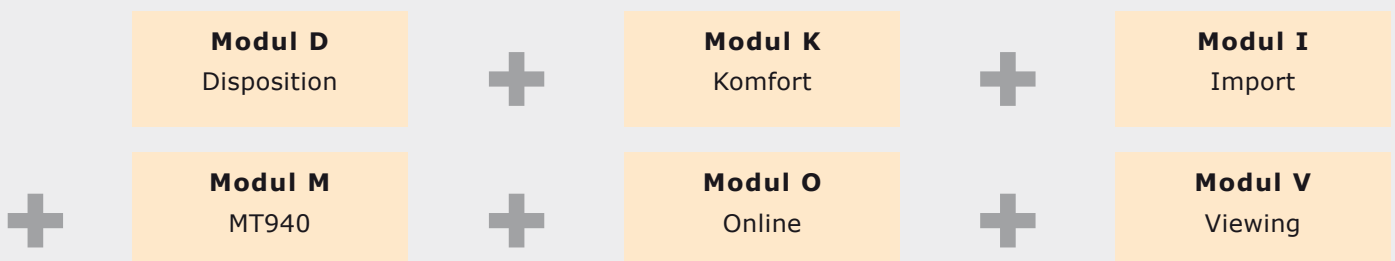 Modul D
Disposition
Modul K
Komfort
Modul I
Import
Modul M
MT940
Modul O
Online
Modul V
Viewing